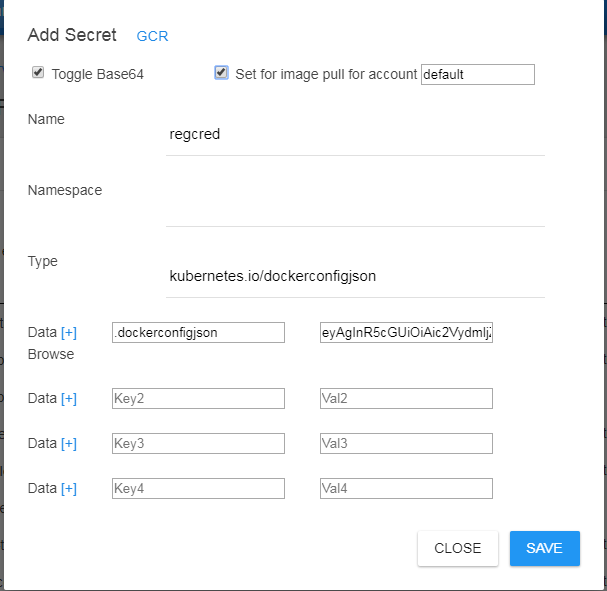 Add Secret GCR
Toggle Base64 Set for image pull for account default
Name
regcred
Namespace
Type
kubernetes.io/dockerconfigjson
Data [+] .dockerconfigjson
Browse
Data [+] Key2 Val2
Data [+] Key3 Val3
Data [+] Key4 Val4
CLOSE SAVE